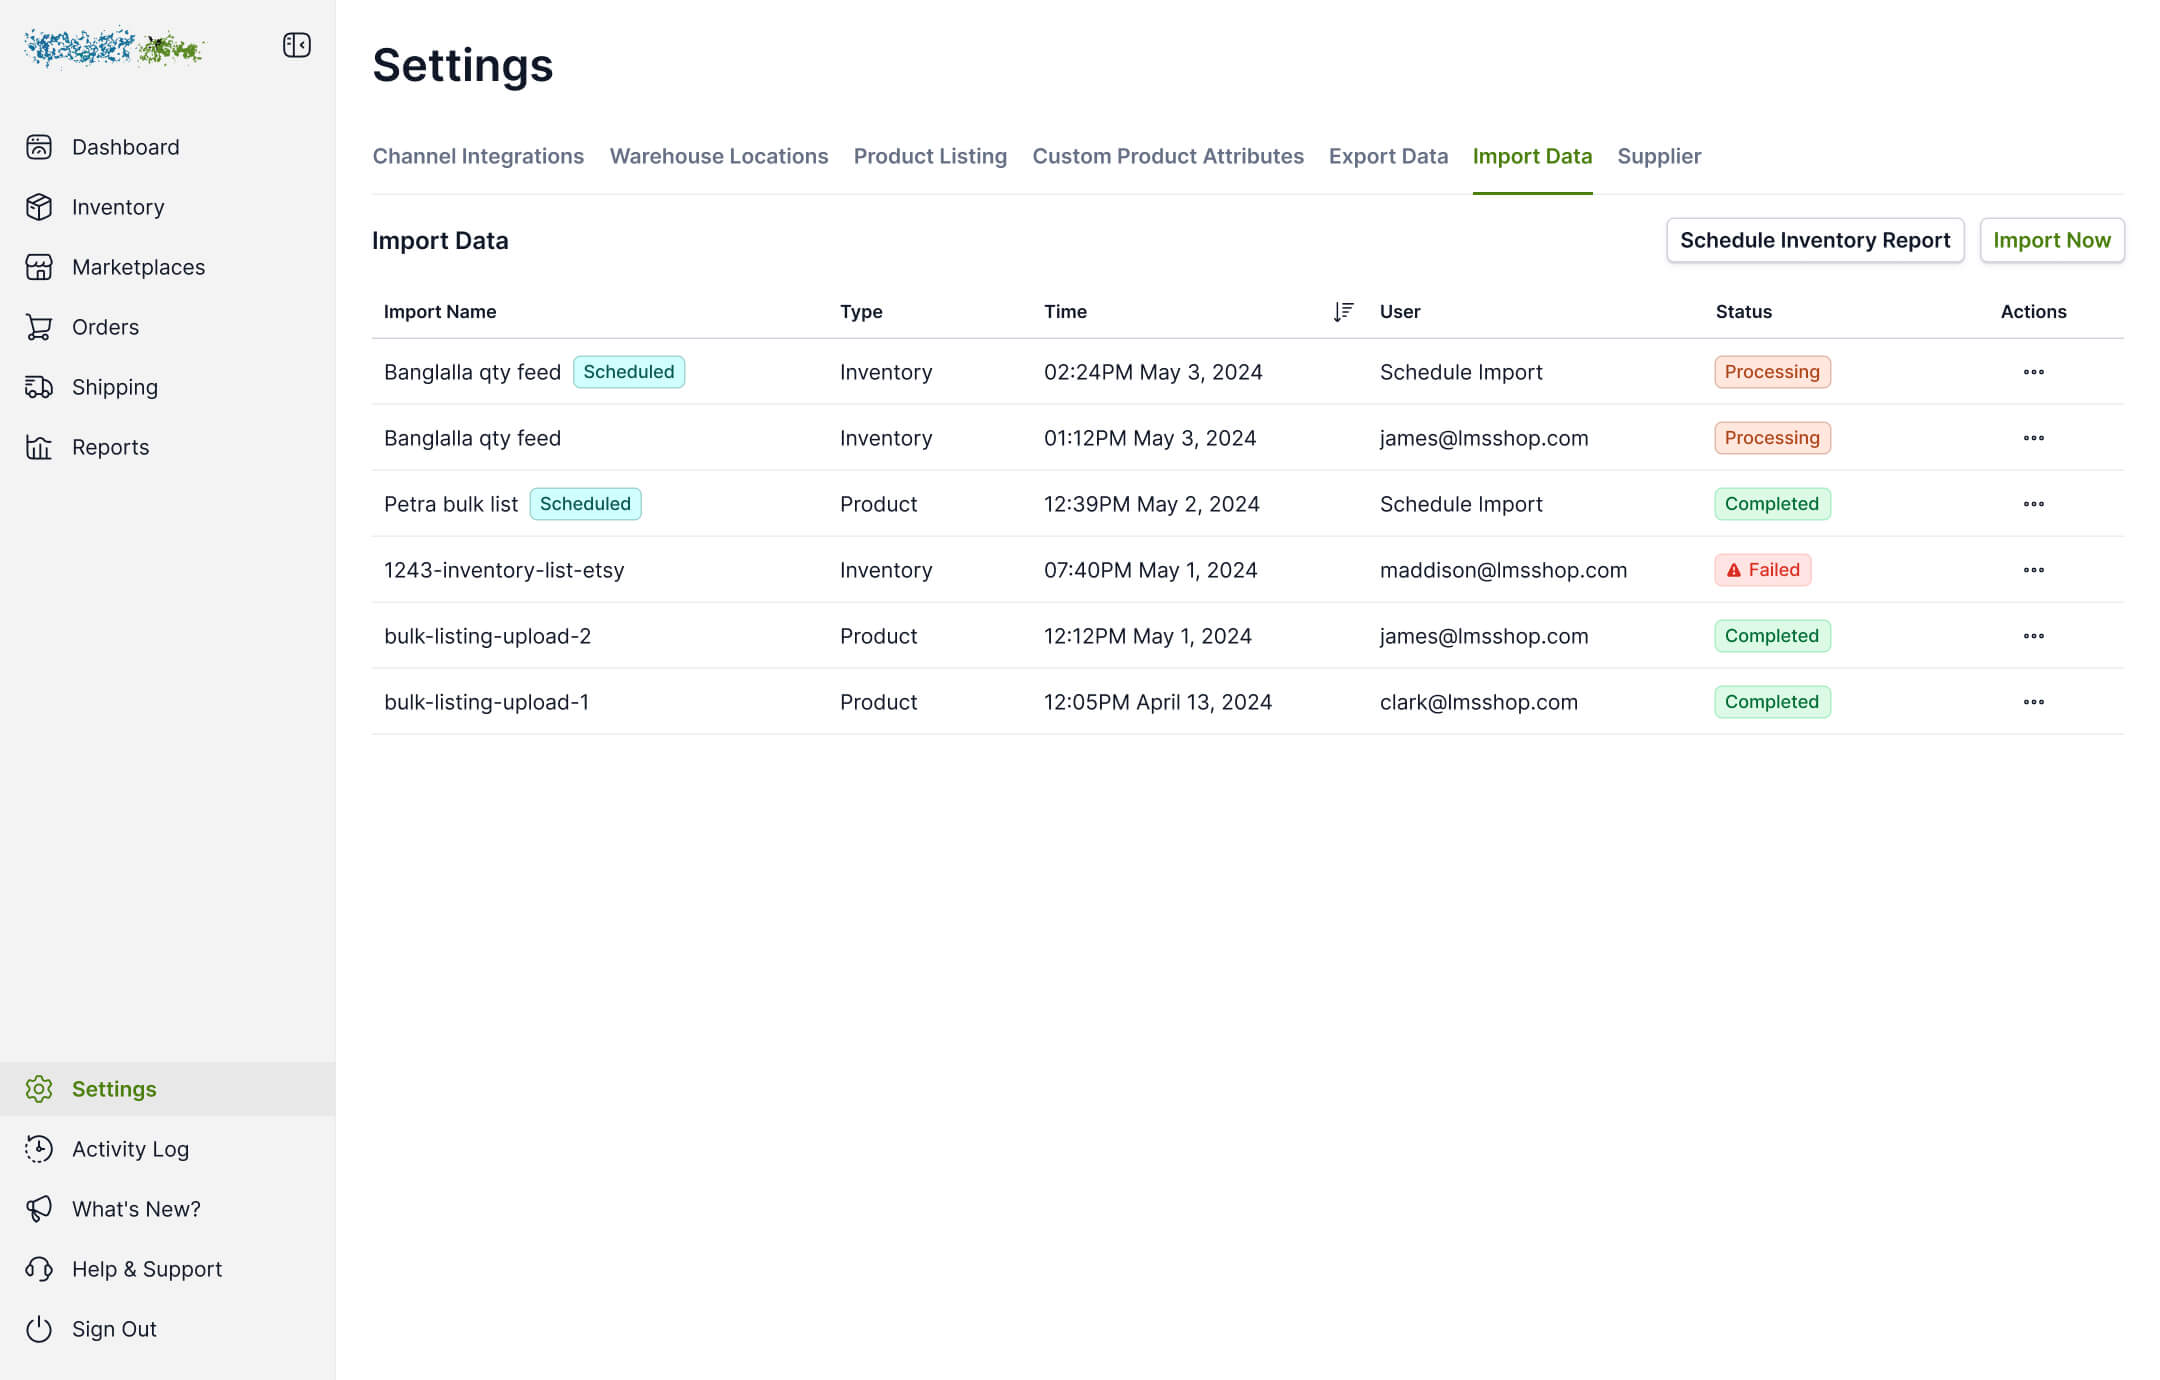 Settings
Dashboard
Inventory
Marketplaces
Orders
Shipping
Reports
Settings
Activity Log
What's New?
Help & Support
Sign Out
Channel Integrations Warehouse Locations Product Listing Custom Product Attributes Export Data Import Data Supplier
Import Data Schedule Inventory Report Import Now
Import Name Type Time User Status Actions
Banglalla qty feed Scheduled Inventory 02:24PM May 3, 2024 Schedule Import Processing
Banglalla qty feed Inventory 01:12PM May 3, 2024 james@lmsshop.com Processing
Petra bulk list Scheduled Product 12:39PM May 2, 2024 Schedule Import Completed
1243-inventory-list-etsy Inventory 07:40PM May 1, 2024 maddison@lmsshop.com Failed
bulk-listing-upload-2 Product 12:12PM May 1, 2024 james@lmsshop.com Completed
bulk-listing-upload-1 Product 12:05PM April 13, 2024 clark@lmsshop.com Completed